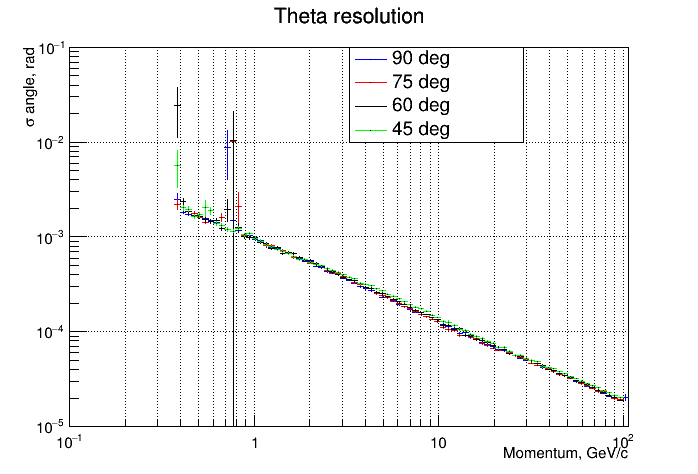 Theta resolution
σ angle, rad
10⁻¹
10⁻²
10⁻³
10⁻⁴
10⁻⁵
90 deg
75 deg
60 deg
45 deg
10⁻¹ 1 10 10²
Momentum, GeV/c